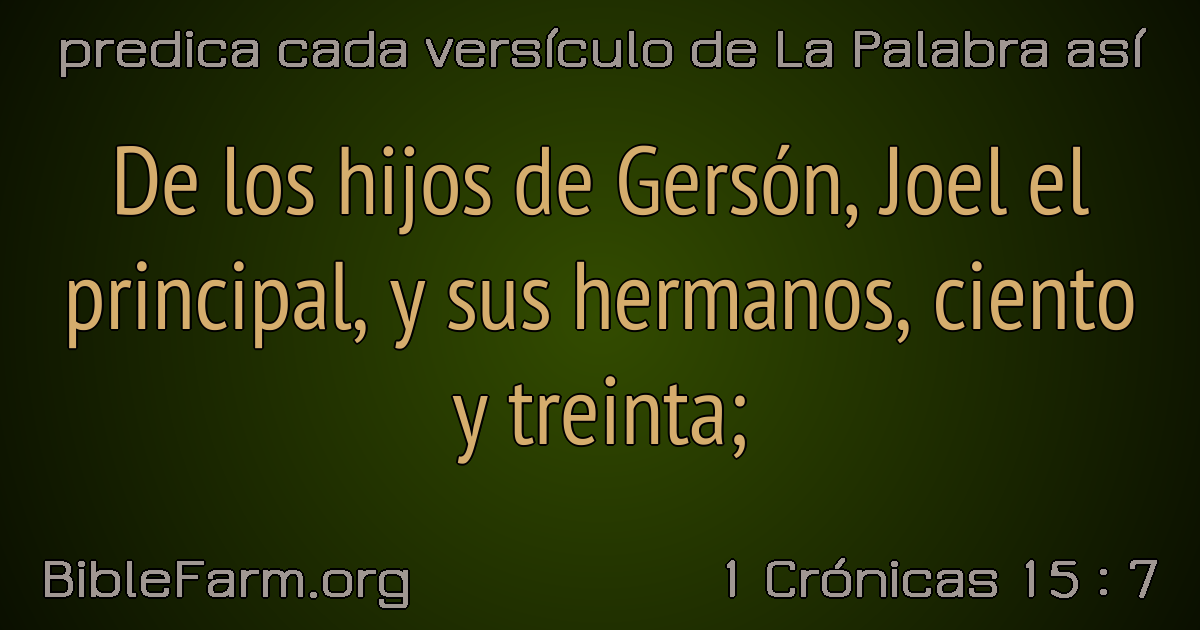 predica cada versículo de La Palabra así
De los hijos de Gersón, Joel el
principal, y sus hermanos, ciento
y treinta;
BibleFarm.org
1 Crónicas 15 : 7